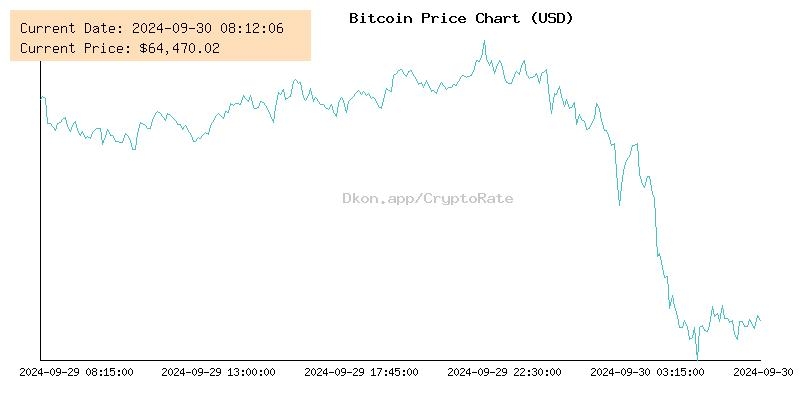 Bitcoin Price Chart (USD)
Current Date: 2024-09-30 08:12:06
Current Price: $64,470.02
Dkon.app/CryptoRate
2024-09-29 08:15:00
2024-09-29 13:00:00
2024-09-29 17:45:00
2024-09-29 22:30:00
2024-09-30 03:15:00
2024-09-30